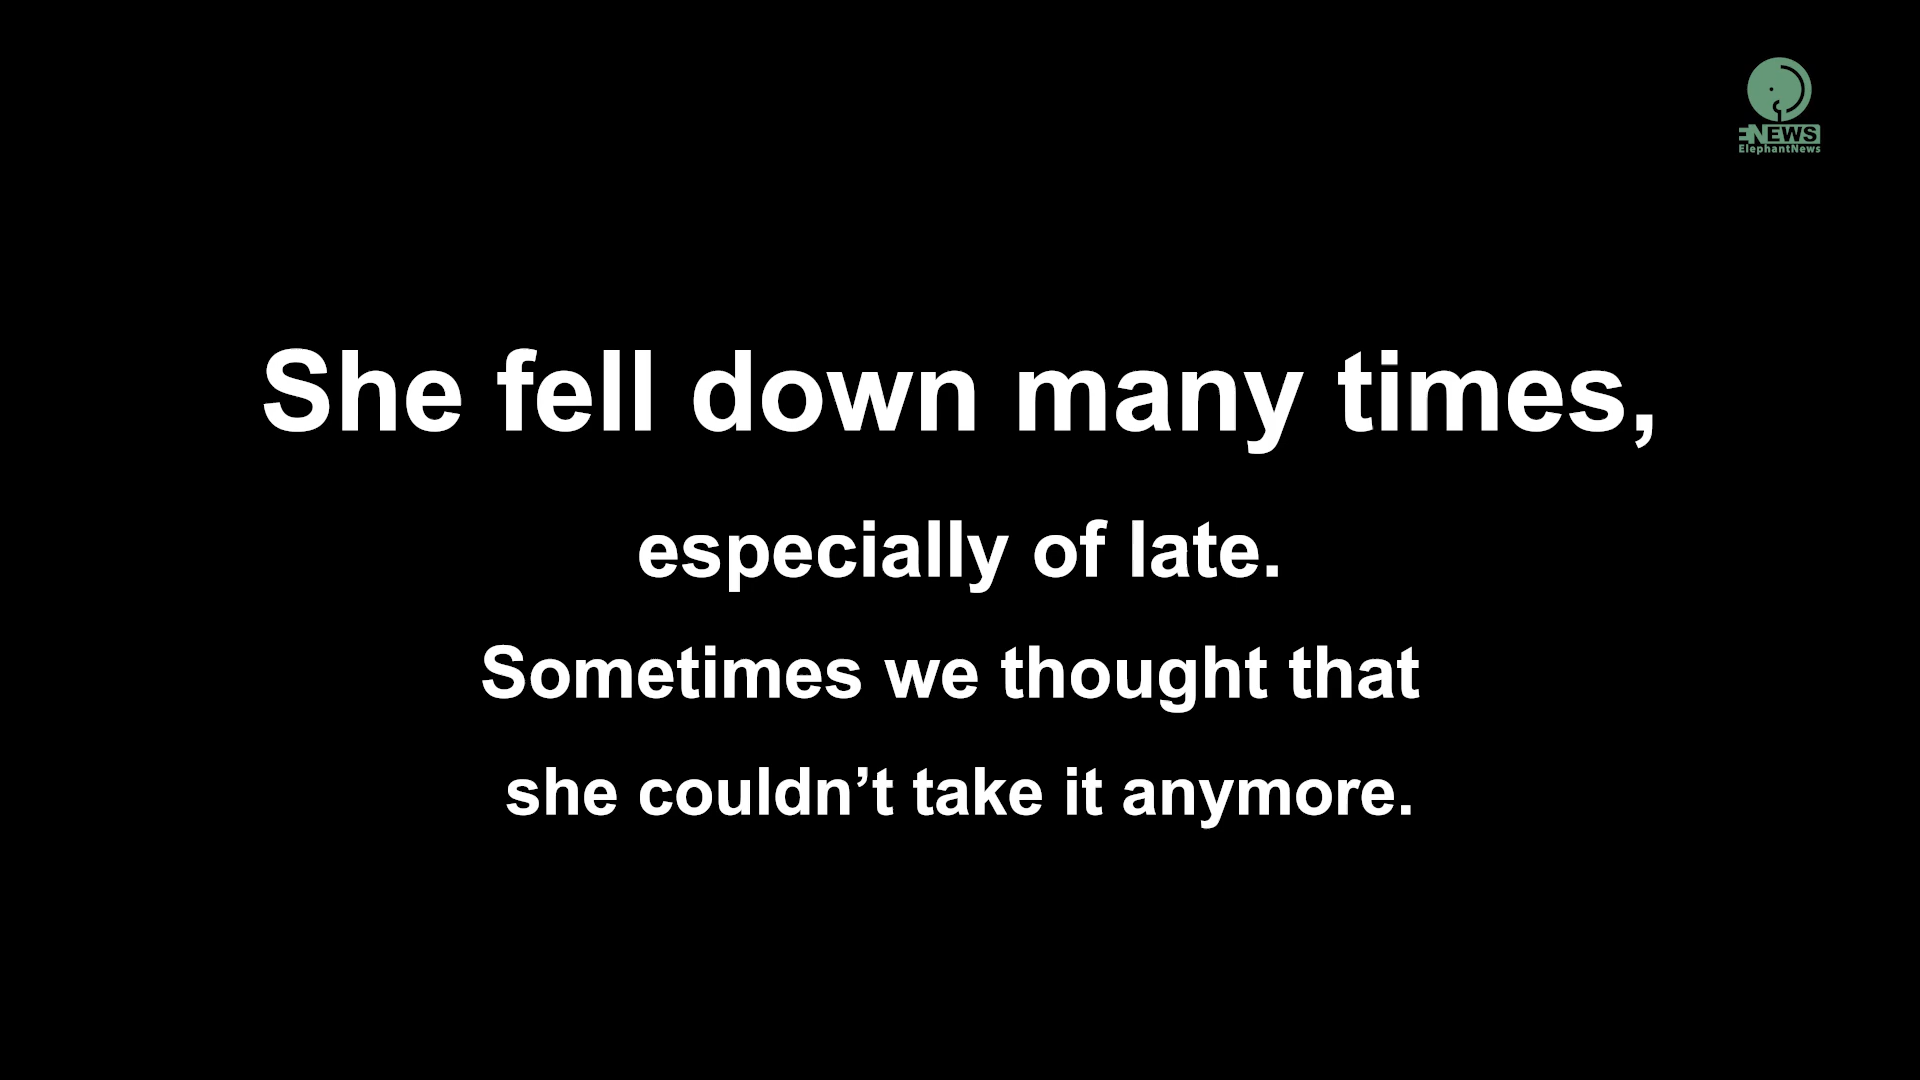 ENEWS
ElephantNews
She fell down many times,
especially of late.
Sometimes we thought that
she couldn’t take it anymore.